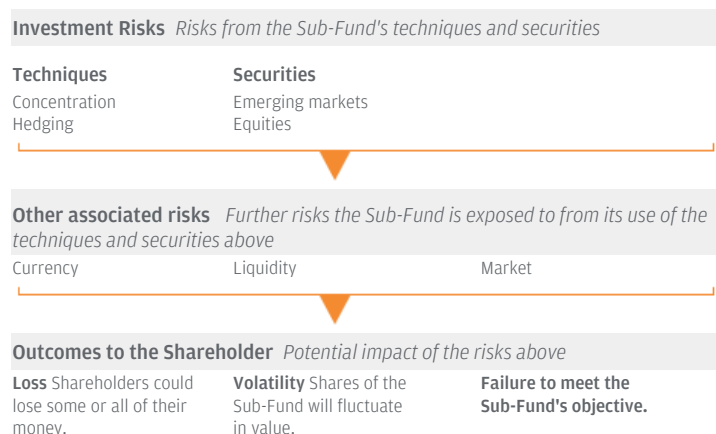 Investment Risks Risks from the Sub-Fund's techniques and securities
Techniques Securities
Concentration Emerging markets
Hedging Equities
Other associated risks Further risks the Sub-Fund is exposed to from its use of the
techniques and securities above
Currency Liquidity Market
Outcomes to the Shareholder Potential impact of the risks above
Loss Shareholders could Volatility Shares of the Failure to meet the
lose some or all of their Sub-Fund will fluctuate Sub-Fund's objective.
money. in value.